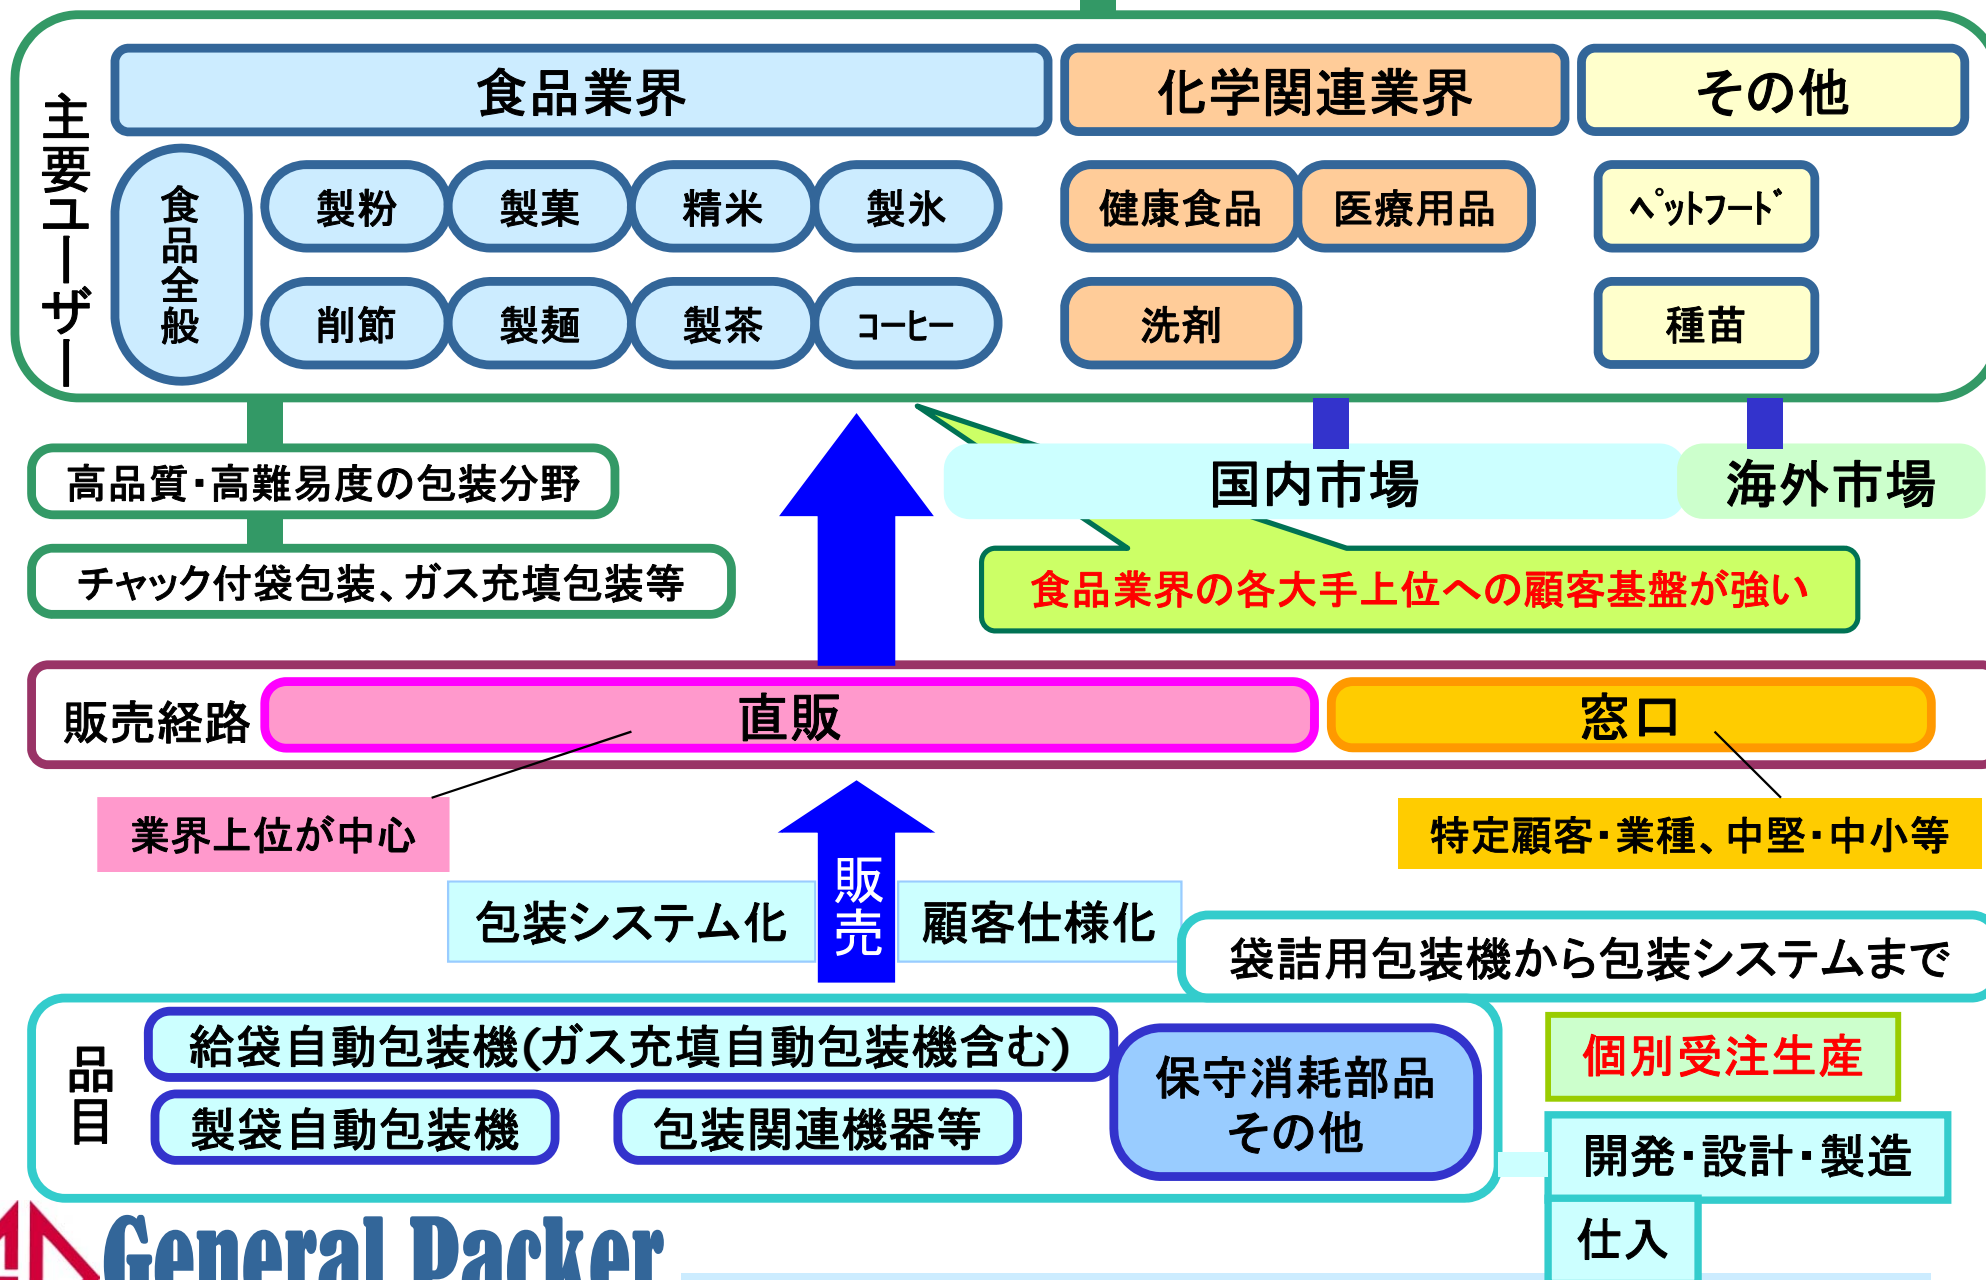 主要ユーザー
食品業界
化学関連業界
その他
食品全般
製粉
製菓
精米
製氷
健康食品
医療用品
ﾍﾟｯﾄﾌｰﾄﾞ
削節
製麺
製茶
ｺｰﾋｰ
洗剤
種苗
高品質・高難易度の包装分野
国内市場
海外市場
チャック付袋包装、ガス充填包装等
食品業界の各大手上位への顧客基盤が強い
販売経路
直販
窓口
業界上位が中心
特定顧客・業種、中堅・中小等
販売
包装システム化
顧客仕様化
袋詰用包装機から包装システムまで
品目
給袋自動包装機(ガス充填自動包装機含む)
製袋自動包装機
包装関連機器等
保守消耗部品
その他
個別受注生産
開発・設計・製造
仕入
General Packer